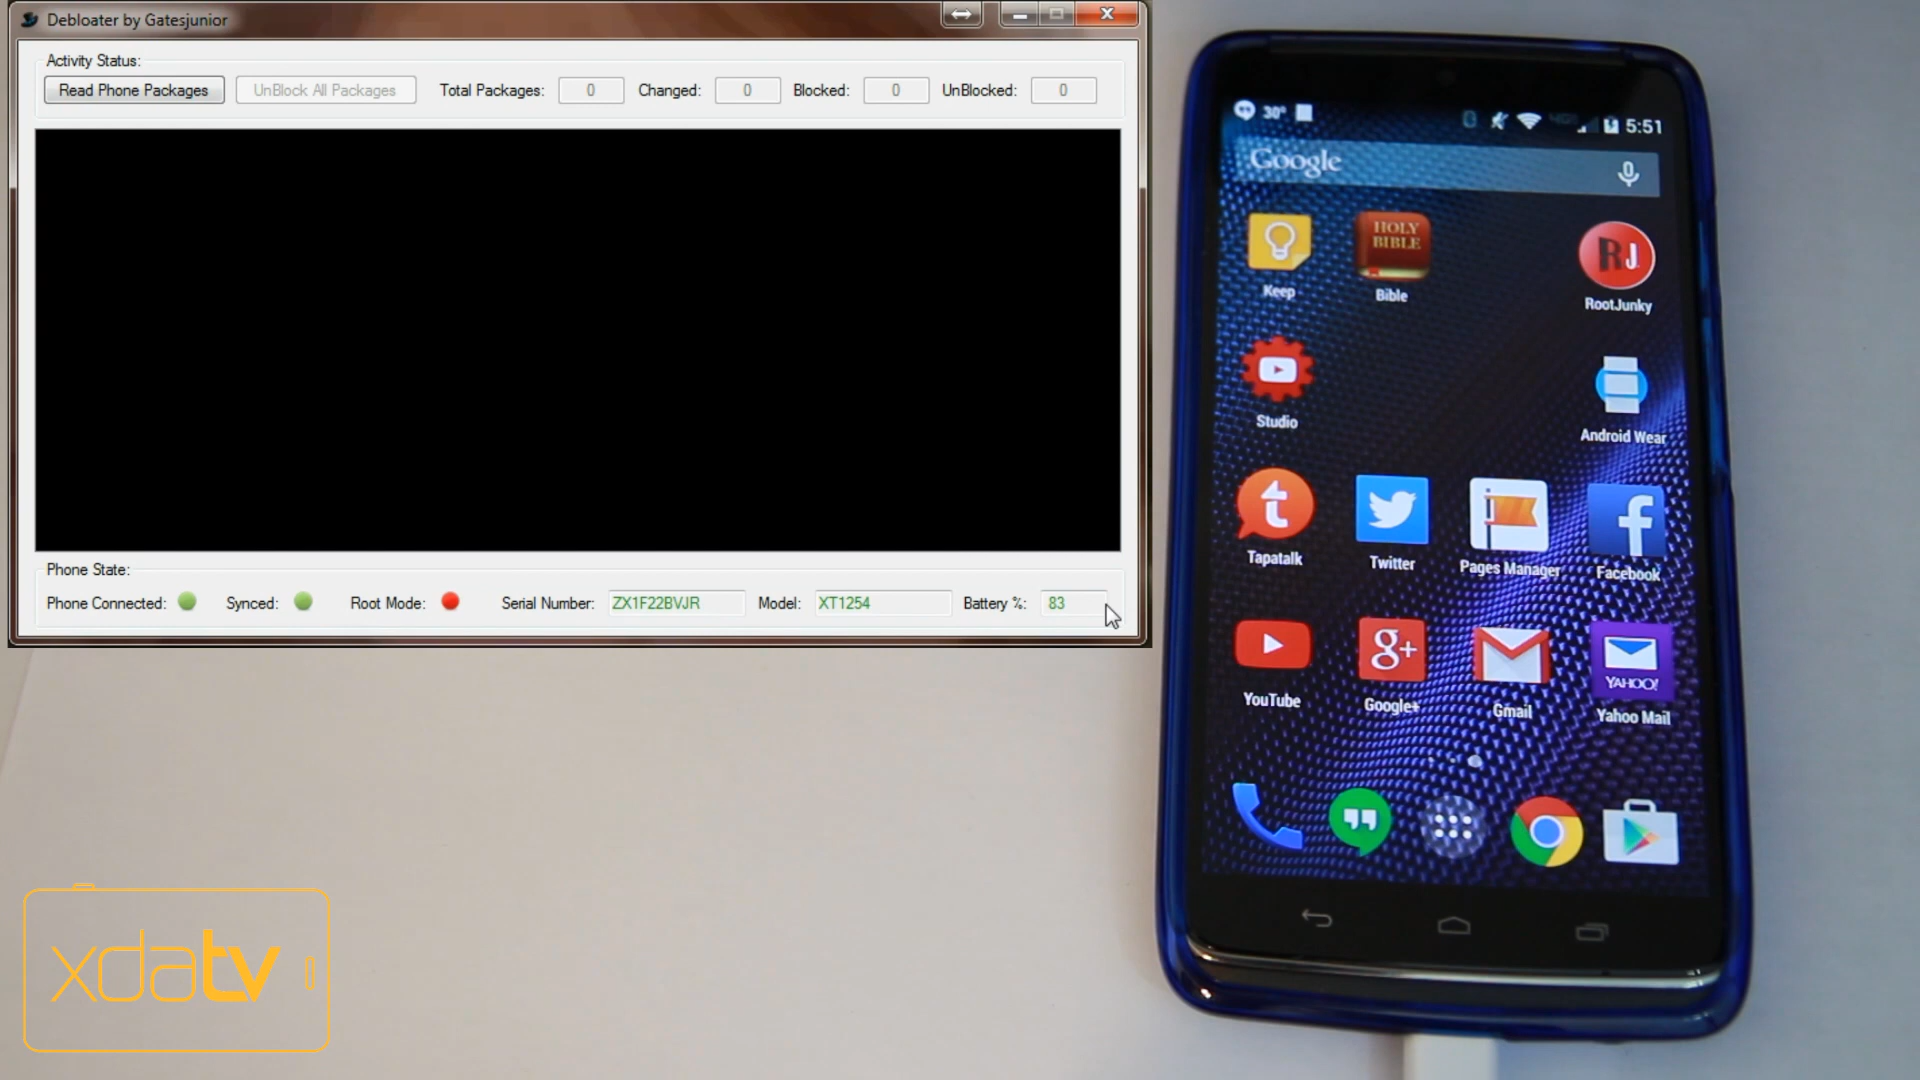 Debloater by Gatesjunior
Activity Status:
Read Phone Packages
UnBlock All Packages
Total Packages: 0
Changed: 0
Blocked: 0
UnBlocked: 0
Phone State:
Phone Connected:
Synced:
Root Mode:
Serial Number: ZX1F22BVJR
Model: XT1254
Battery %: 83
30°
5:51
Google
HOLY
BIBLE
RJ
Keep
Bible
RootJunky
Studio
Android Wear
t
f
Tapatalk
Twitter
Pages Manager
Facebook
g+
YAHOO!
YouTube
Google+
Gmail
Yahoo Mail
xdatv